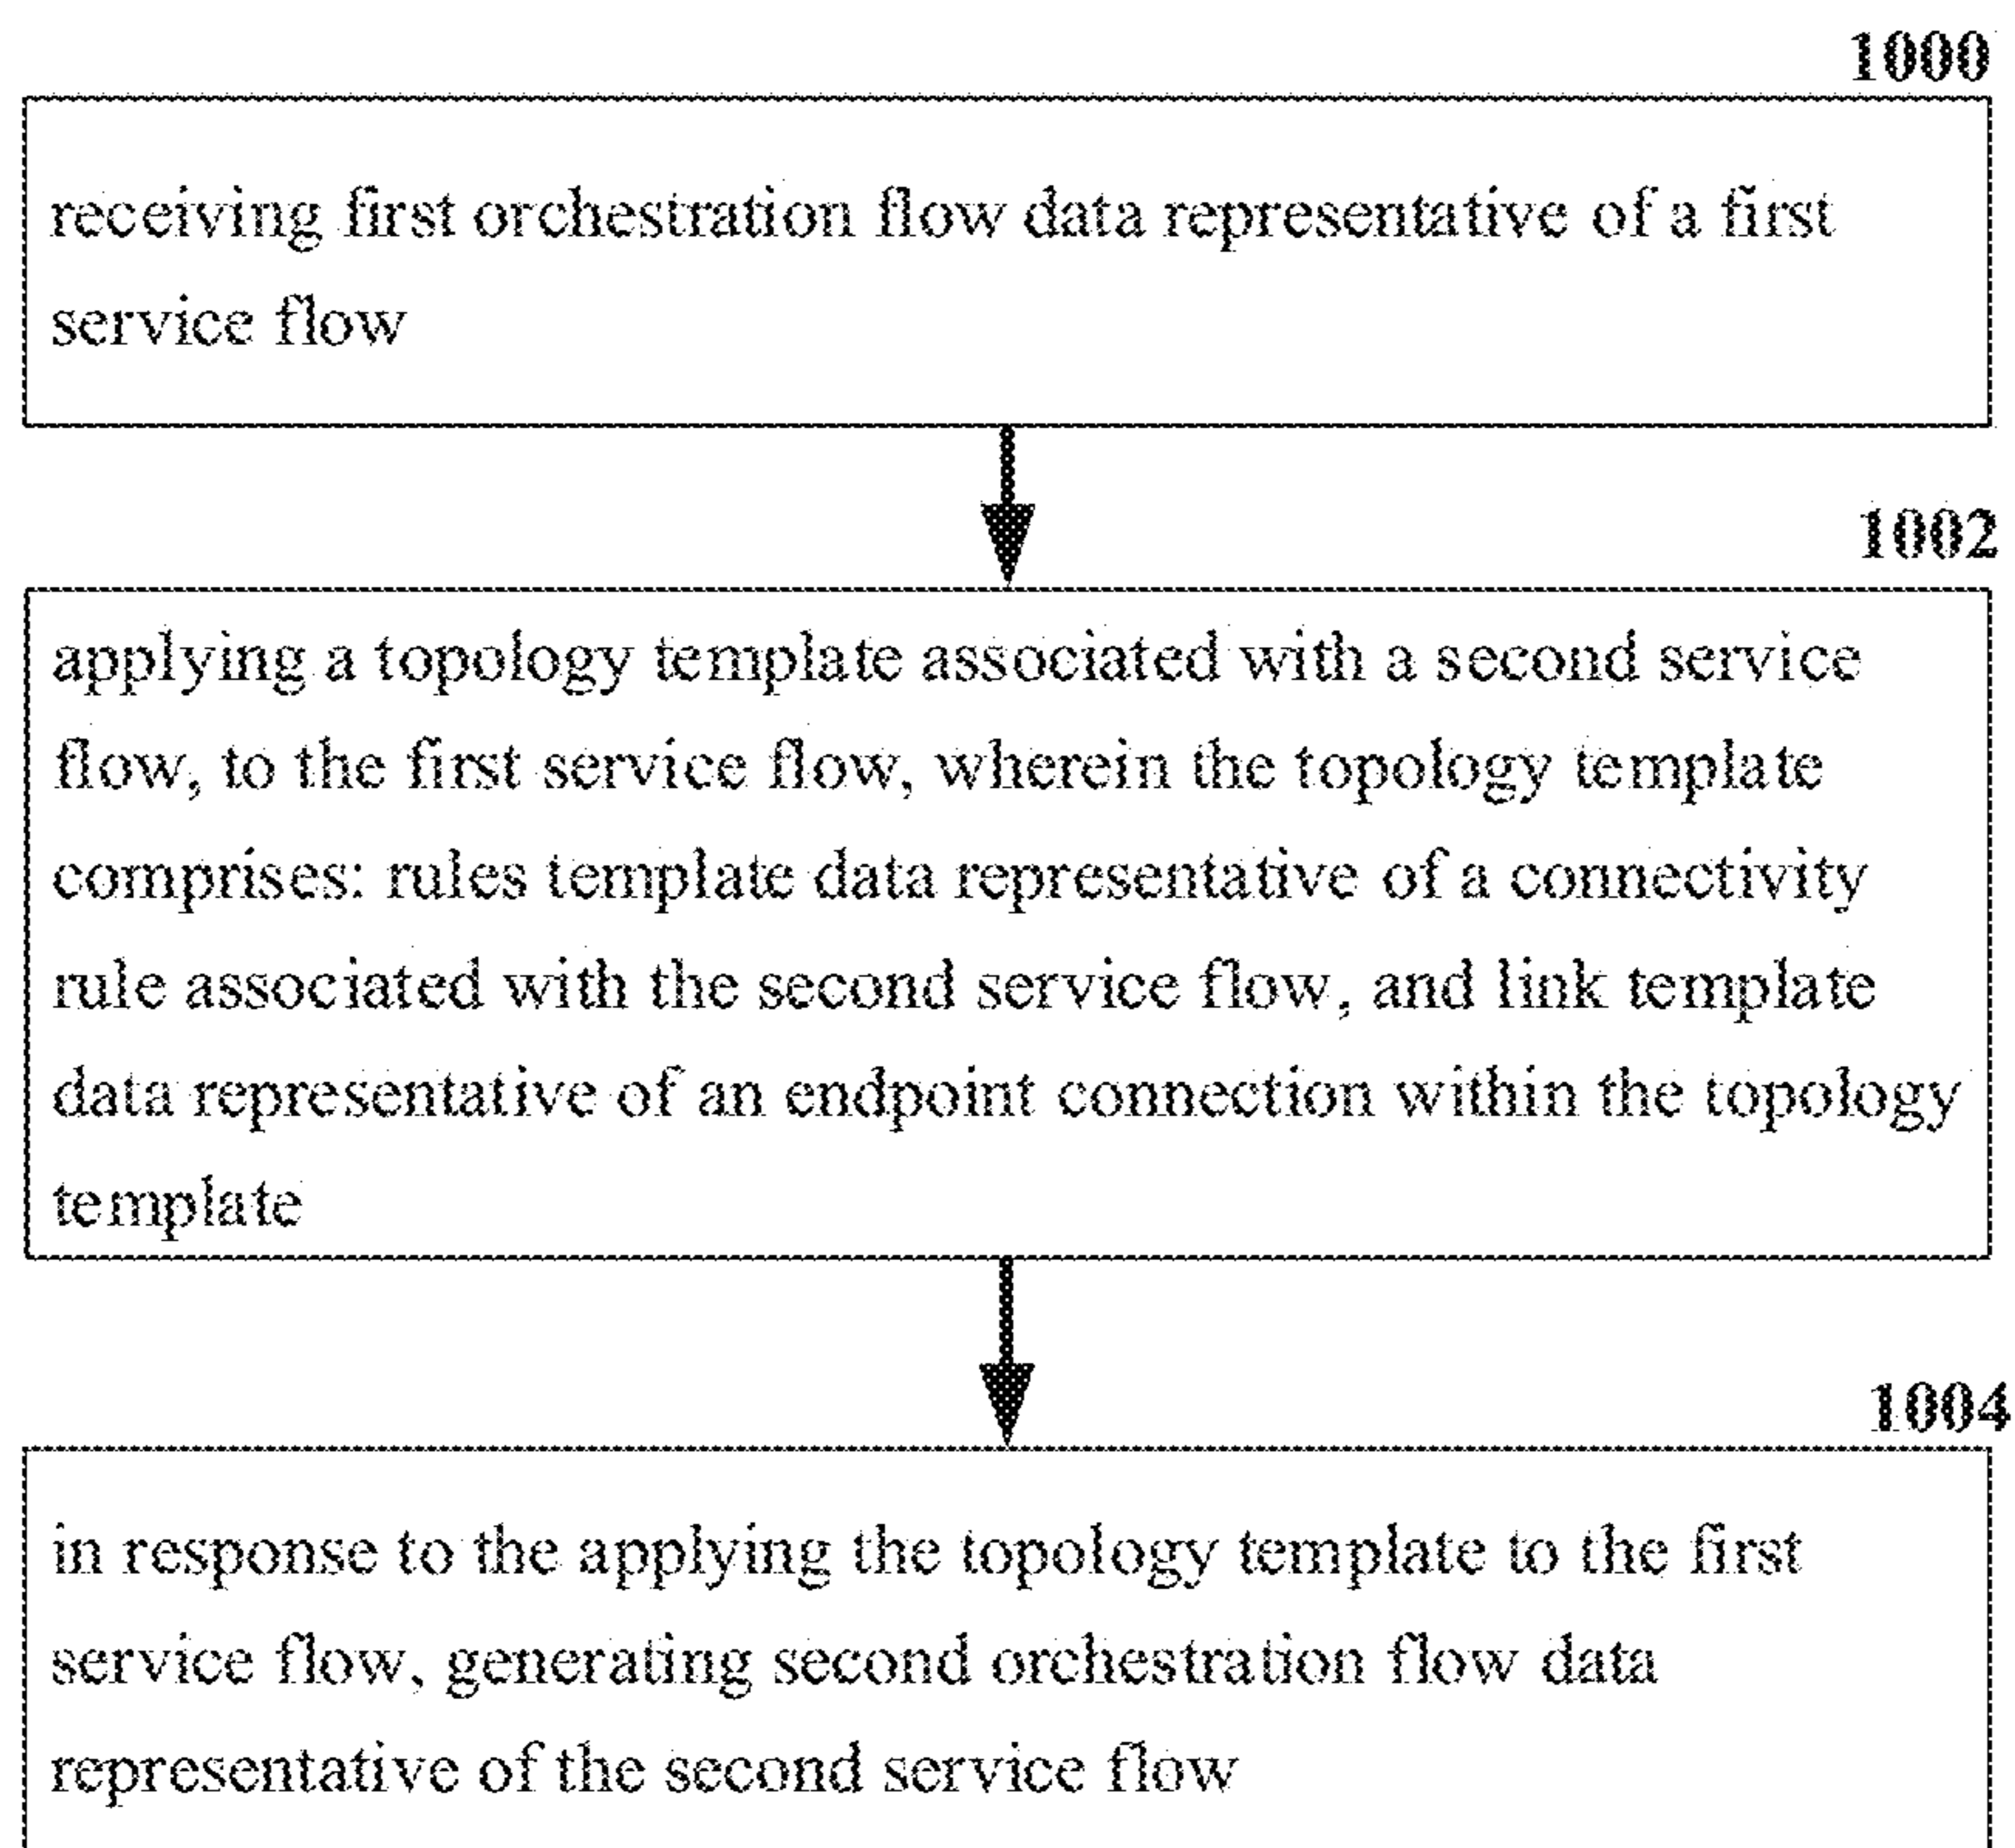 1000
receiving first orchestration flow data representative of a first
service flow
1002
applying a topology template associated with a second service
flow, to the first service flow, wherein the topology template
comprises: rules template data representative of a connectivity
rule associated with the second service flow, and link template
data representative of an endpoint connection within the topology
template
1004
in response to the applying the topology template to the first
service flow, generating second orchestration flow data
representative of the second service flow